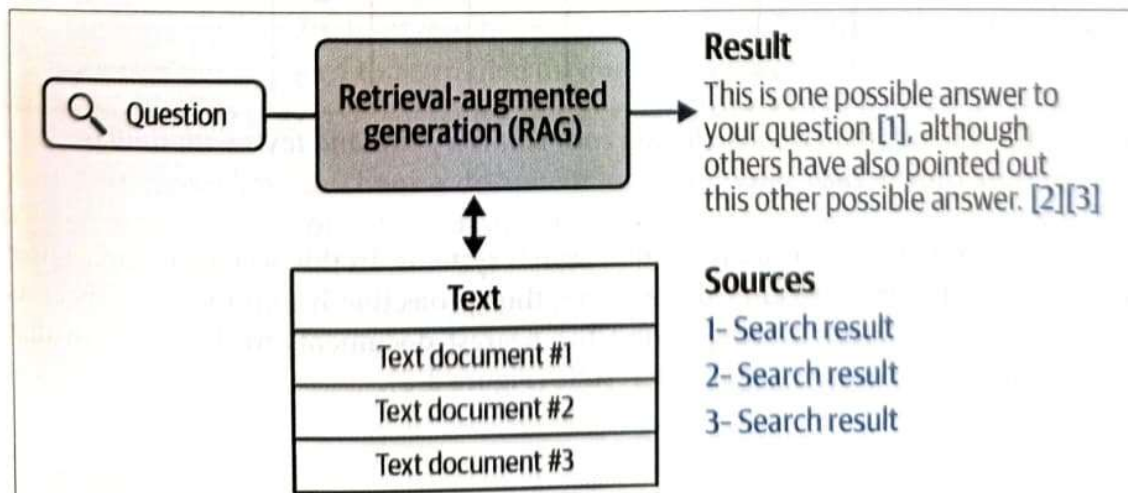 Question
Retrieval-augmented
generation (RAG)
Result
This is one possible answer to
your question [1], although
others have also pointed out
this other possible answer. [2][3]
Text
Text document #1
Text document #2
Text document #3
Sources
1- Search result
2- Search result
3- Search result